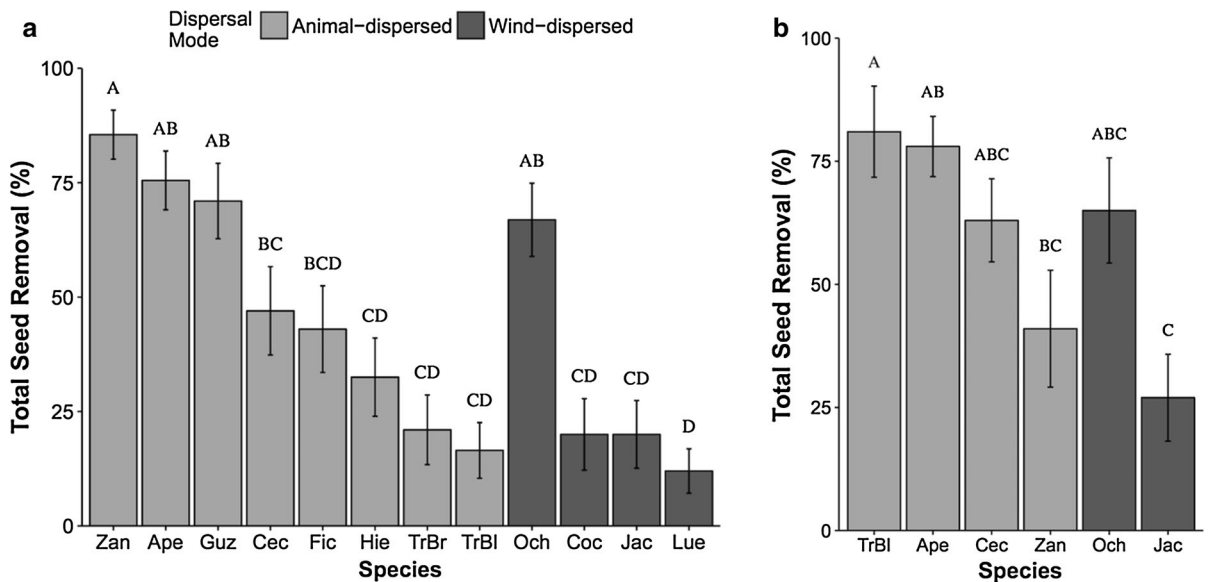 a
Dispersal
Mode
Animal-dispersed
Wind-dispersed
Total Seed Removal (%)
100
75
50
25
0
A
AB
AB
BC
BCD
CD
CD
CD
AB
CD
CD
D
Zan Ape Guz Cec Fic Hie TrBr TrBl Och Coc Jac Lue
Species
b
Total Seed Removal (%)
100
75
50
25
0
A
AB
ABC
BC
ABC
C
TrBl Ape Cec Zan Och Jac
Species